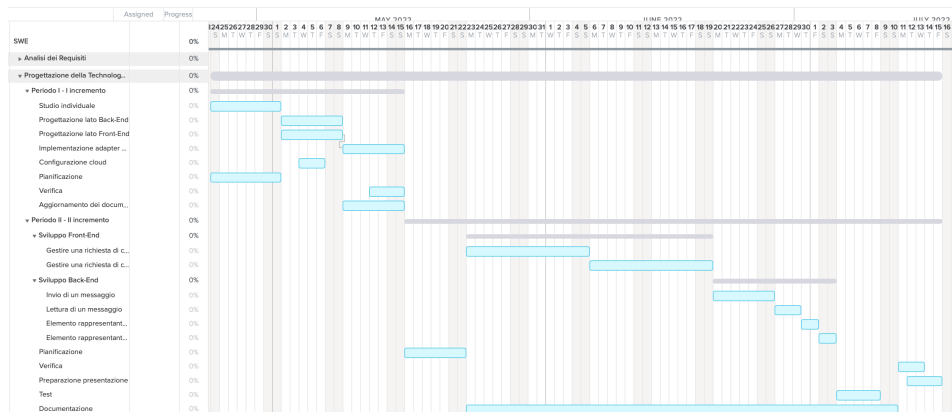 Assigned Progress
MAY 2022 JUNE 2022 JULY 2022
24 25 26 27 28 29 30 1 2 3 4 5 6 7 8 9 10 11 12 13 14 15 16 17 18 19 20 21 22 23 24 25 26 27 28 29 30 31 1 2 3 4 5 6 7 8 9 10 11 12 13 14 15 16 17 18 19 20 21 22 23 24 25 26 27 28 29 30 1 2 3 4 5 6 7 8 9 10 11 12 13 14 15 16
S M T W T F S S M T W T F S S M T W T F S S M T W T F S S M T W T F S S M T W T F S S M T W T F S S M T W T F S S M T W T F S S M T W T F S S M T W T F S S M T W T F S
SWE 0%
Analisi dei Requisiti 0%
Progettazione della Technolog... 0%
Periodo I - I incremento 0%
Studio individuale 0%
Progettazione lato Back-End 0%
Progettazione lato Front-End 0%
Implementazione adapter ... 0%
Configurazione cloud 0%
Pianificazione 0%
Verifica 0%
Aggiornamento dei docum... 0%
Periodo II - II incremento 0%
Sviluppo Front-End 0%
Gestire una richiesta di c... 0%
Gestire una richiesta di c... 0%
Sviluppo Back-End 0%
Invio di un messaggio 0%
Lettura di un messaggio 0%
Elemento rappresentant... 0%
Elemento rappresentant... 0%
Pianificazione 0%
Verifica 0%
Preparazione presentazione 0%
Test 0%
Documentazione 0%